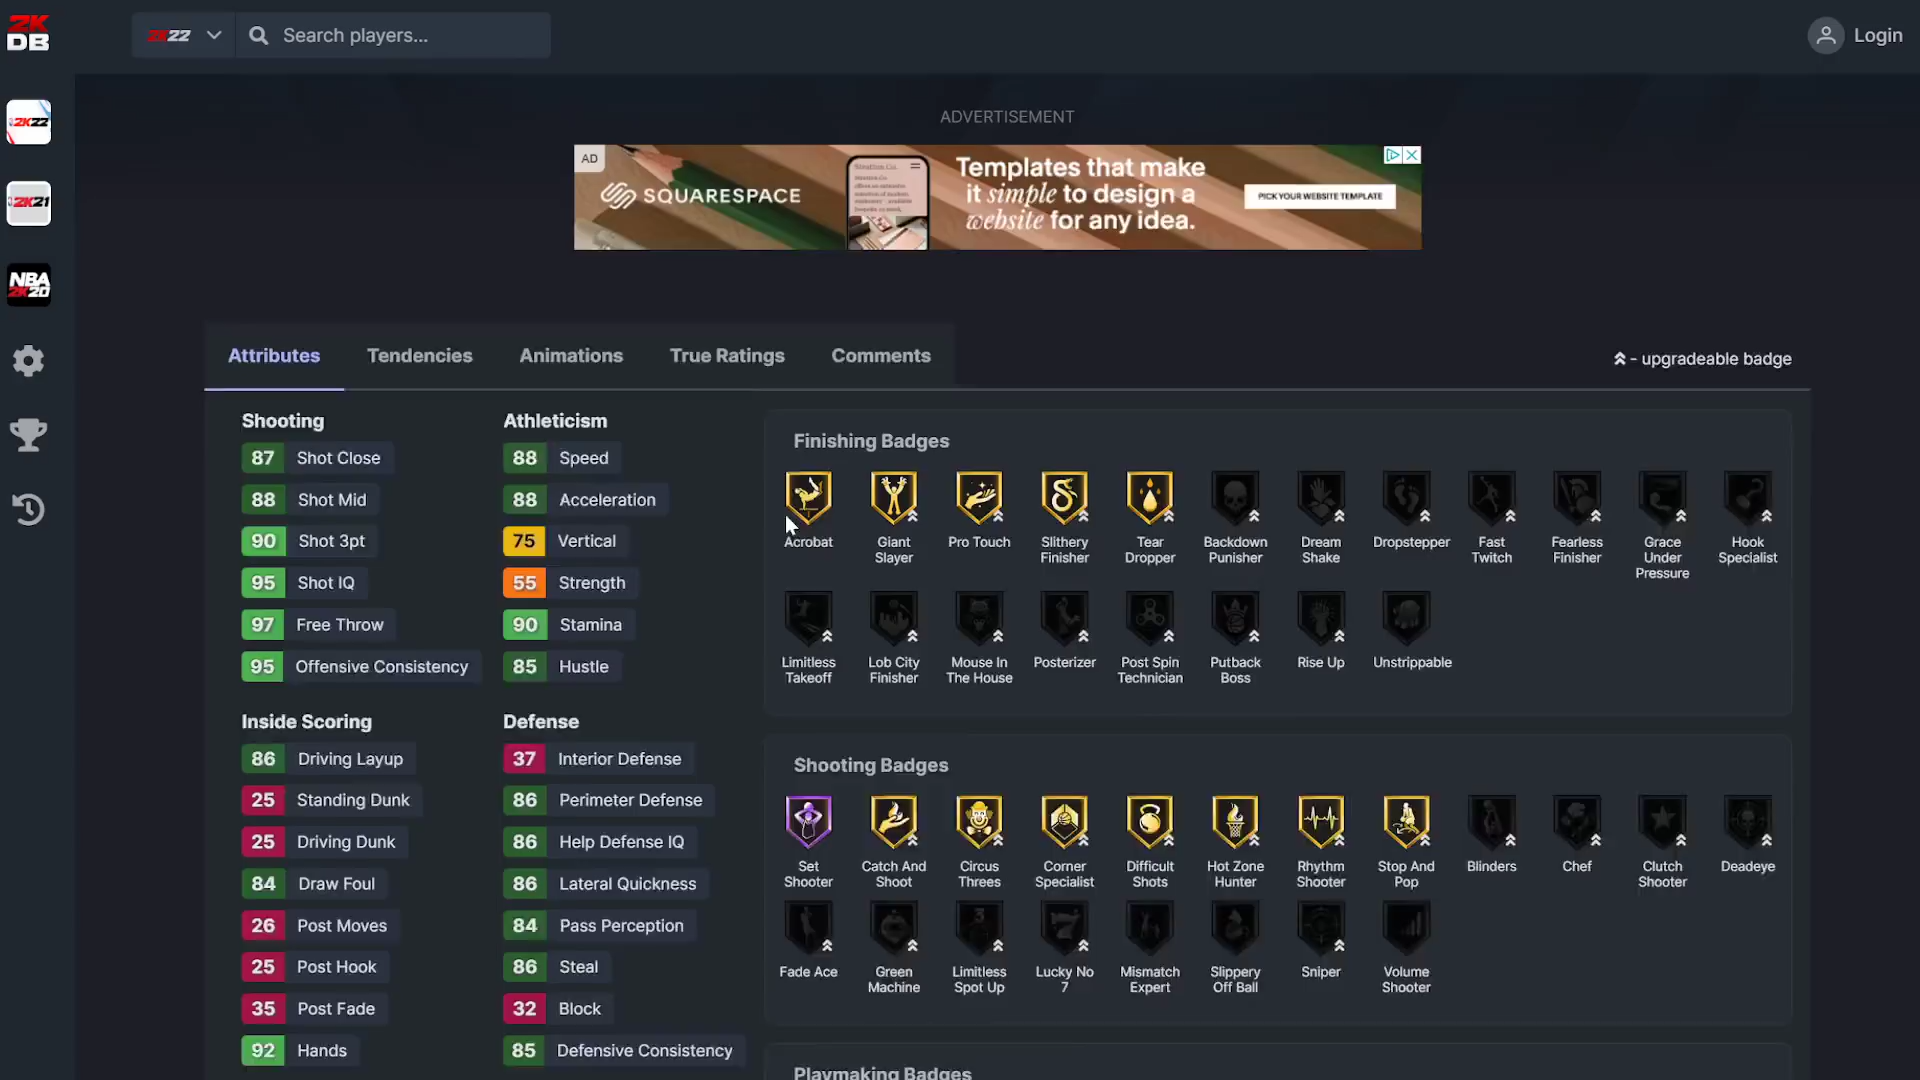 2K
DB
2K22
Search players...
Login
2K22
2K21
NBA
2K20
ADVERTISEMENT
AD
SQUARESPACE
Templates that make
it simple to design a
website for any idea.
PICK YOUR WEBSITE TEMPLATE
Attributes
Tendencies
Animations
True Ratings
Comments
- upgradeable badge
Shooting
87 Shot Close
88 Shot Mid
90 Shot 3pt
95 Shot IQ
97 Free Throw
95 Offensive Consistency
Athleticism
88 Speed
88 Acceleration
75 Vertical
55 Strength
90 Stamina
85 Hustle
Inside Scoring
86 Driving Layup
25 Standing Dunk
25 Driving Dunk
84 Draw Foul
26 Post Moves
25 Post Hook
35 Post Fade
92 Hands
Defense
37 Interior Defense
86 Perimeter Defense
86 Help Defense IQ
86 Lateral Quickness
84 Pass Perception
86 Steal
32 Block
85 Defensive Consistency
Finishing Badges
Acrobat
Giant
Slayer
Pro Touch
Slithery
Finisher
Tear
Dropper
Backdown
Punisher
Dream
Shake
Dropstepper
Fast
Twitch
Fearless
Finisher
Grace
Under
Pressure
Hook
Specialist
Limitless
Takeoff
Lob City
Finisher
Mouse In
The House
Posterizer
Post Spin
Technician
Putback
Boss
Rise Up
Unstrippable
Shooting Badges
Set
Shooter
Catch And
Shoot
Circus
Threes
Corner
Specialist
Difficult
Shots
Hot Zone
Hunter
Rhythm
Shooter
Stop And
Pop
Blinders
Chef
Clutch
Shooter
Deadeye
Fade Ace
Green
Machine
Limitless
Spot Up
Lucky No
7
Mismatch
Expert
Slippery
Off Ball
Sniper
Volume
Shooter
Playmaking Badges